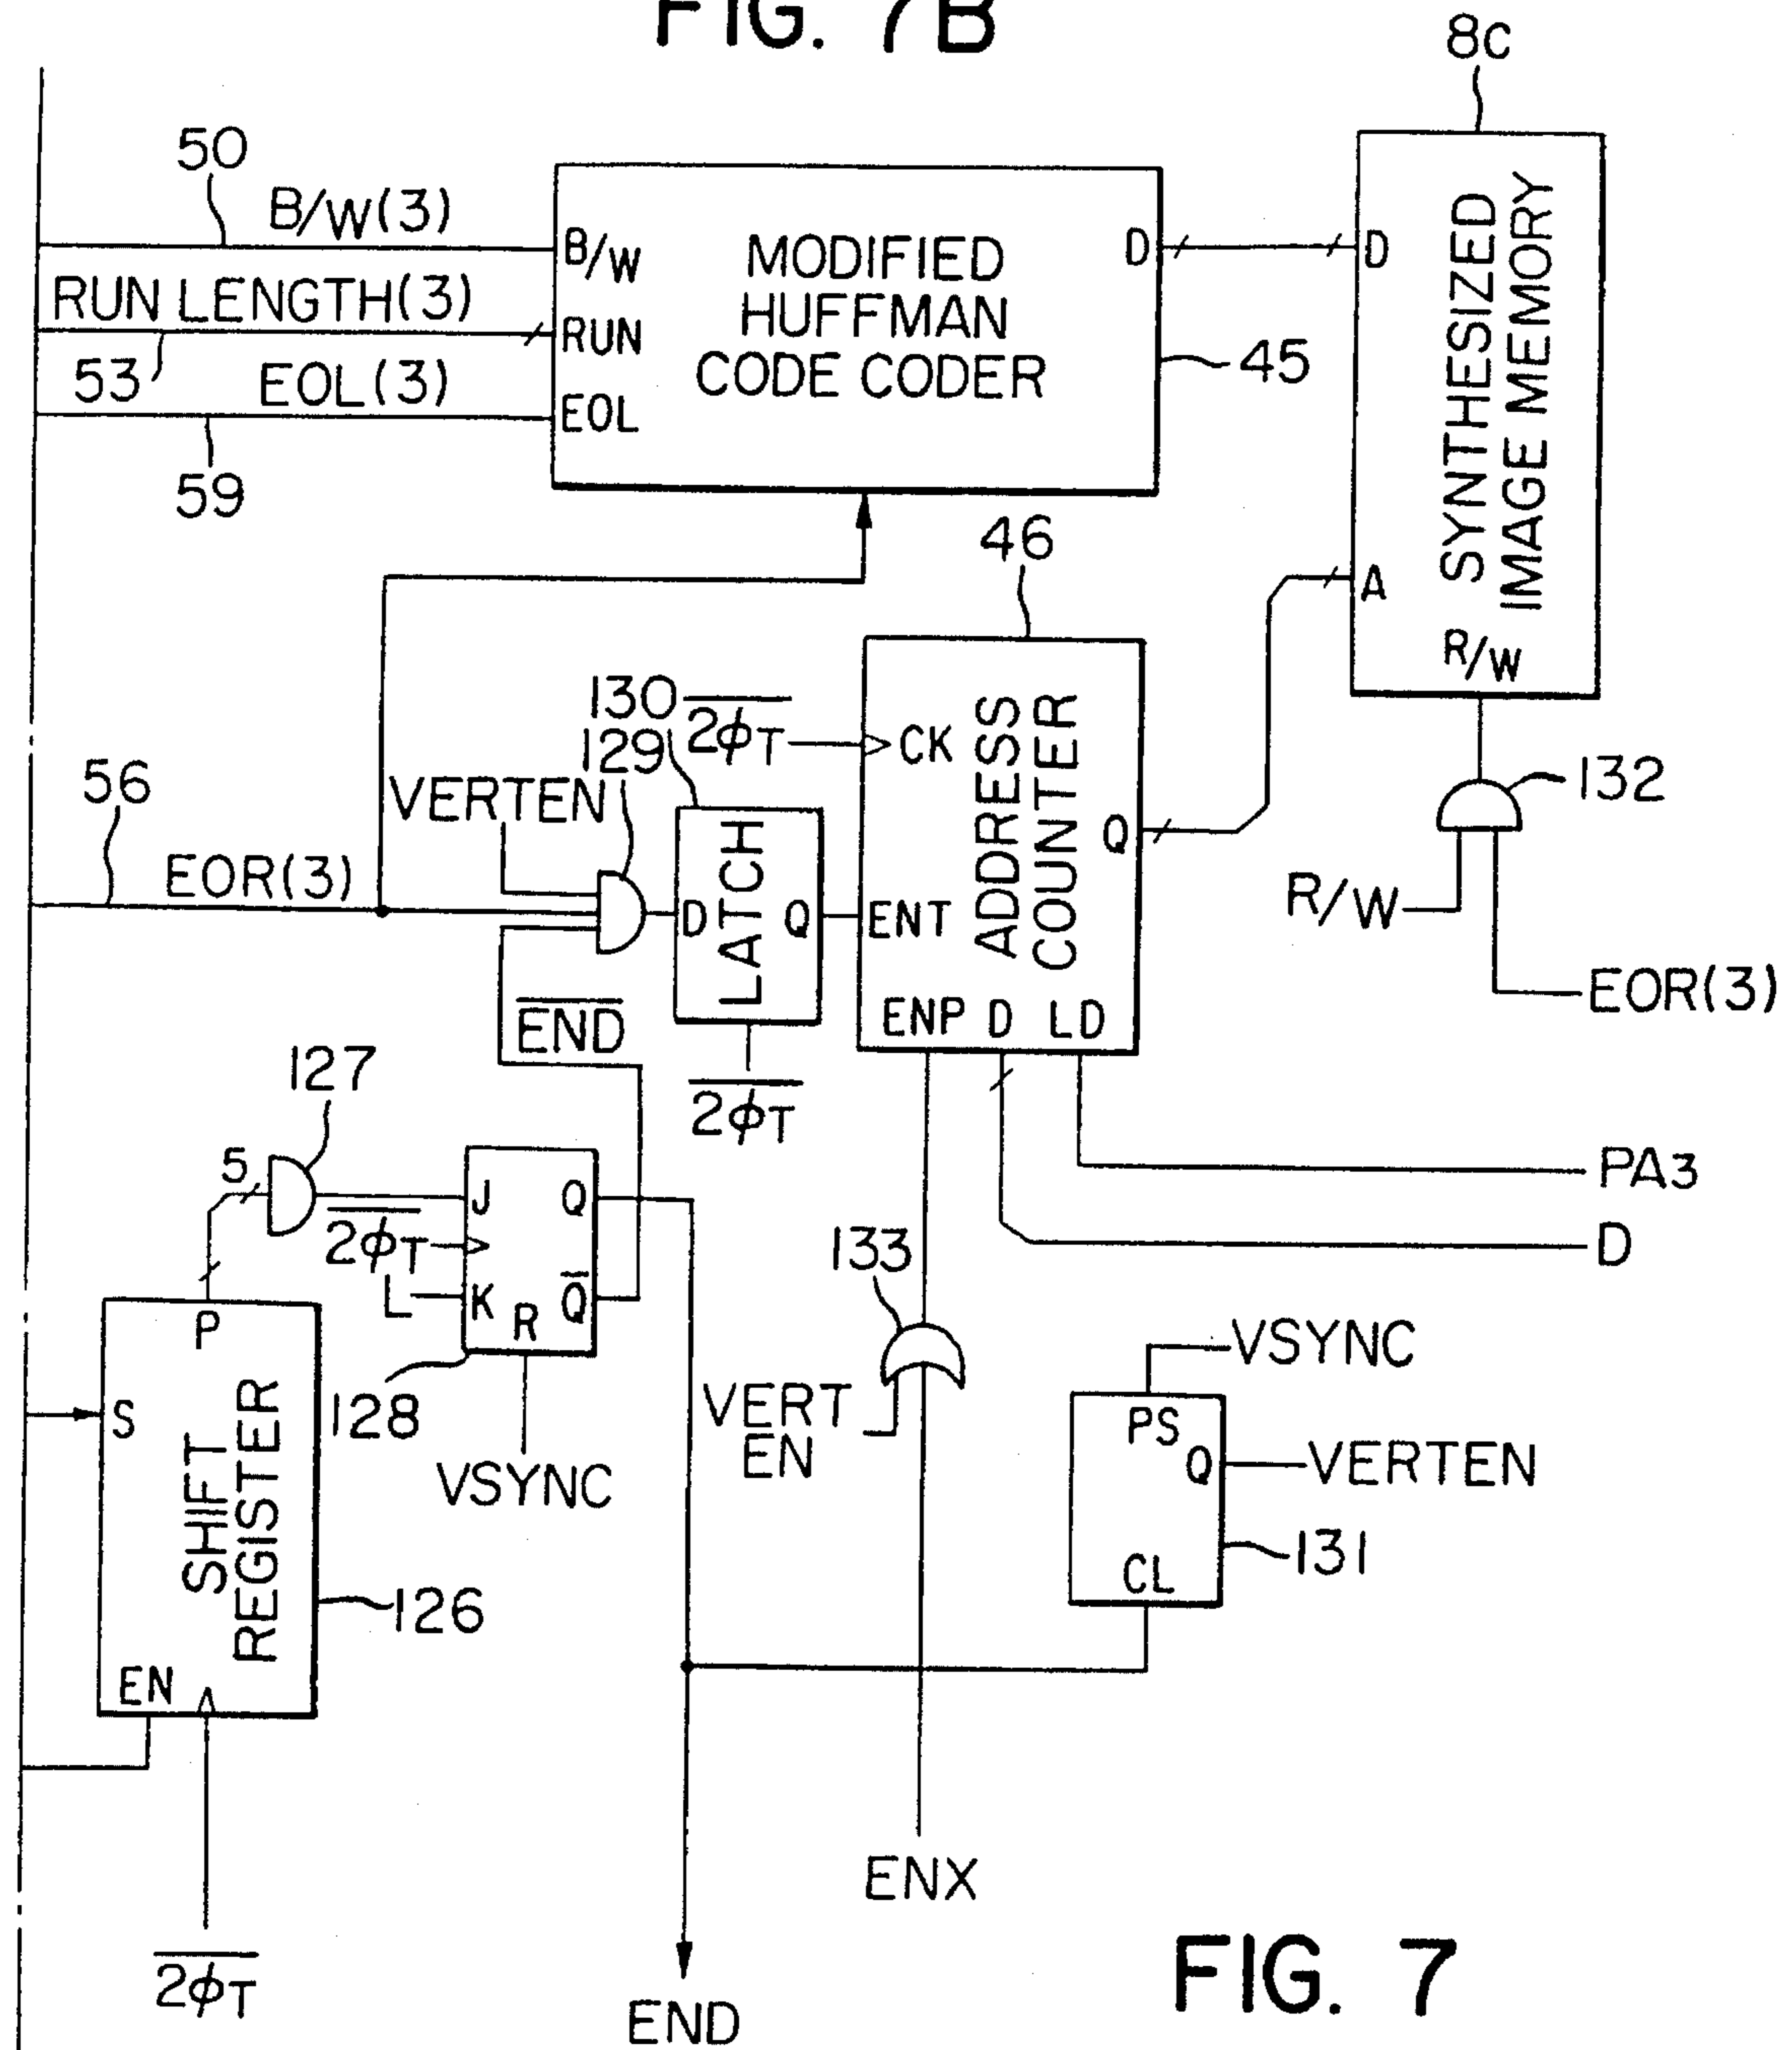 FIG. 7B
8C
50
B/W(3)
RUN LENGTH(3)
53
EOL(3)
59
B/W
RUN
EOL
MODIFIED
HUFFMAN
CODE CODER
D
45
D
A
R/W
SYNTHESIZED
IMAGE MEMORY
46
130
129
2φT
VERTEN
56
EOR(3)
D
LATCH
Q
2φT
CK
ENT
ENP
D
LD
Q
ADDRESS
COUNTER
132
R/W
EOR(3)
END
127
5
2φT
L
J
K
R
Q
Q
128
VSYNC
PA3
D
133
VERT
EN
ENX
VSYNC
PS
Q
CL
VERTEN
131
P
S
EN
SHIFT
REGISTER
126
2φT
END
FIG. 7